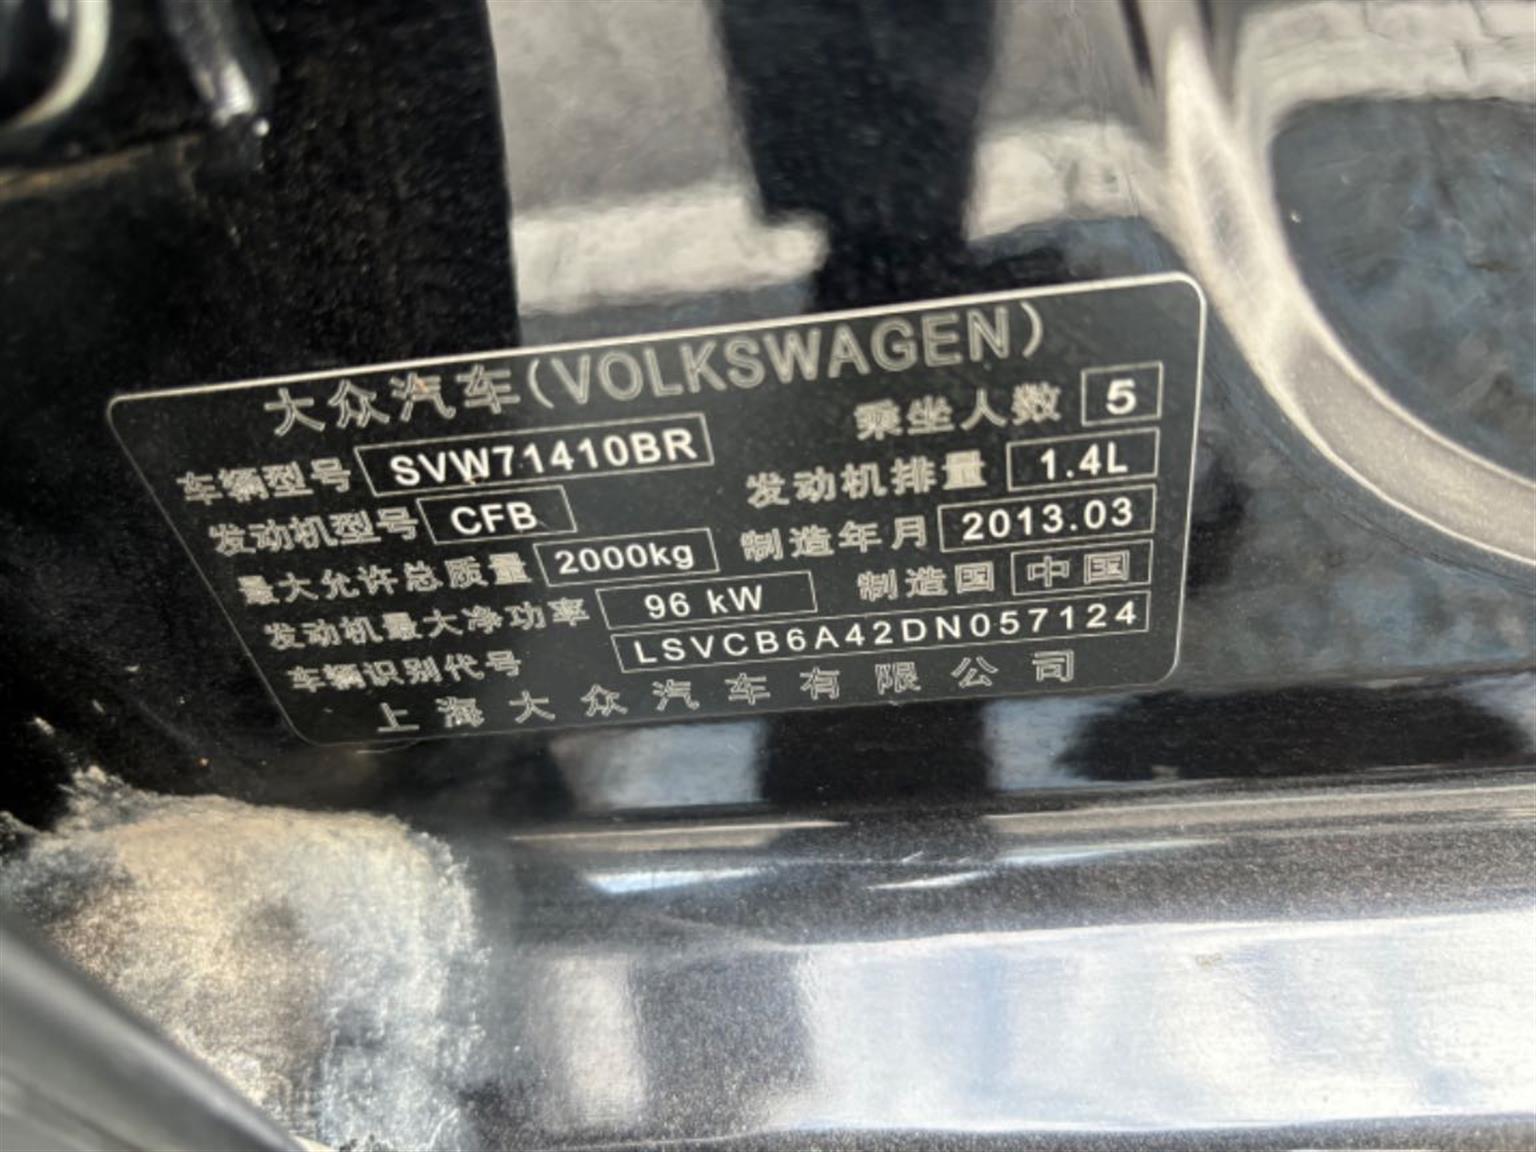 大众汽车(VOLKSWAGEN)
车辆型号 SVW71410BR 乘坐人数 5
发动机型号 CFB 发动机排量 1.4L
最大允许总质量 2000kg 制造年月 2013.03
发动机最大净功率 96 kW 制造国 中国
车辆识别代号 LSVCB6A42DN057124
上海大众汽车有限公司